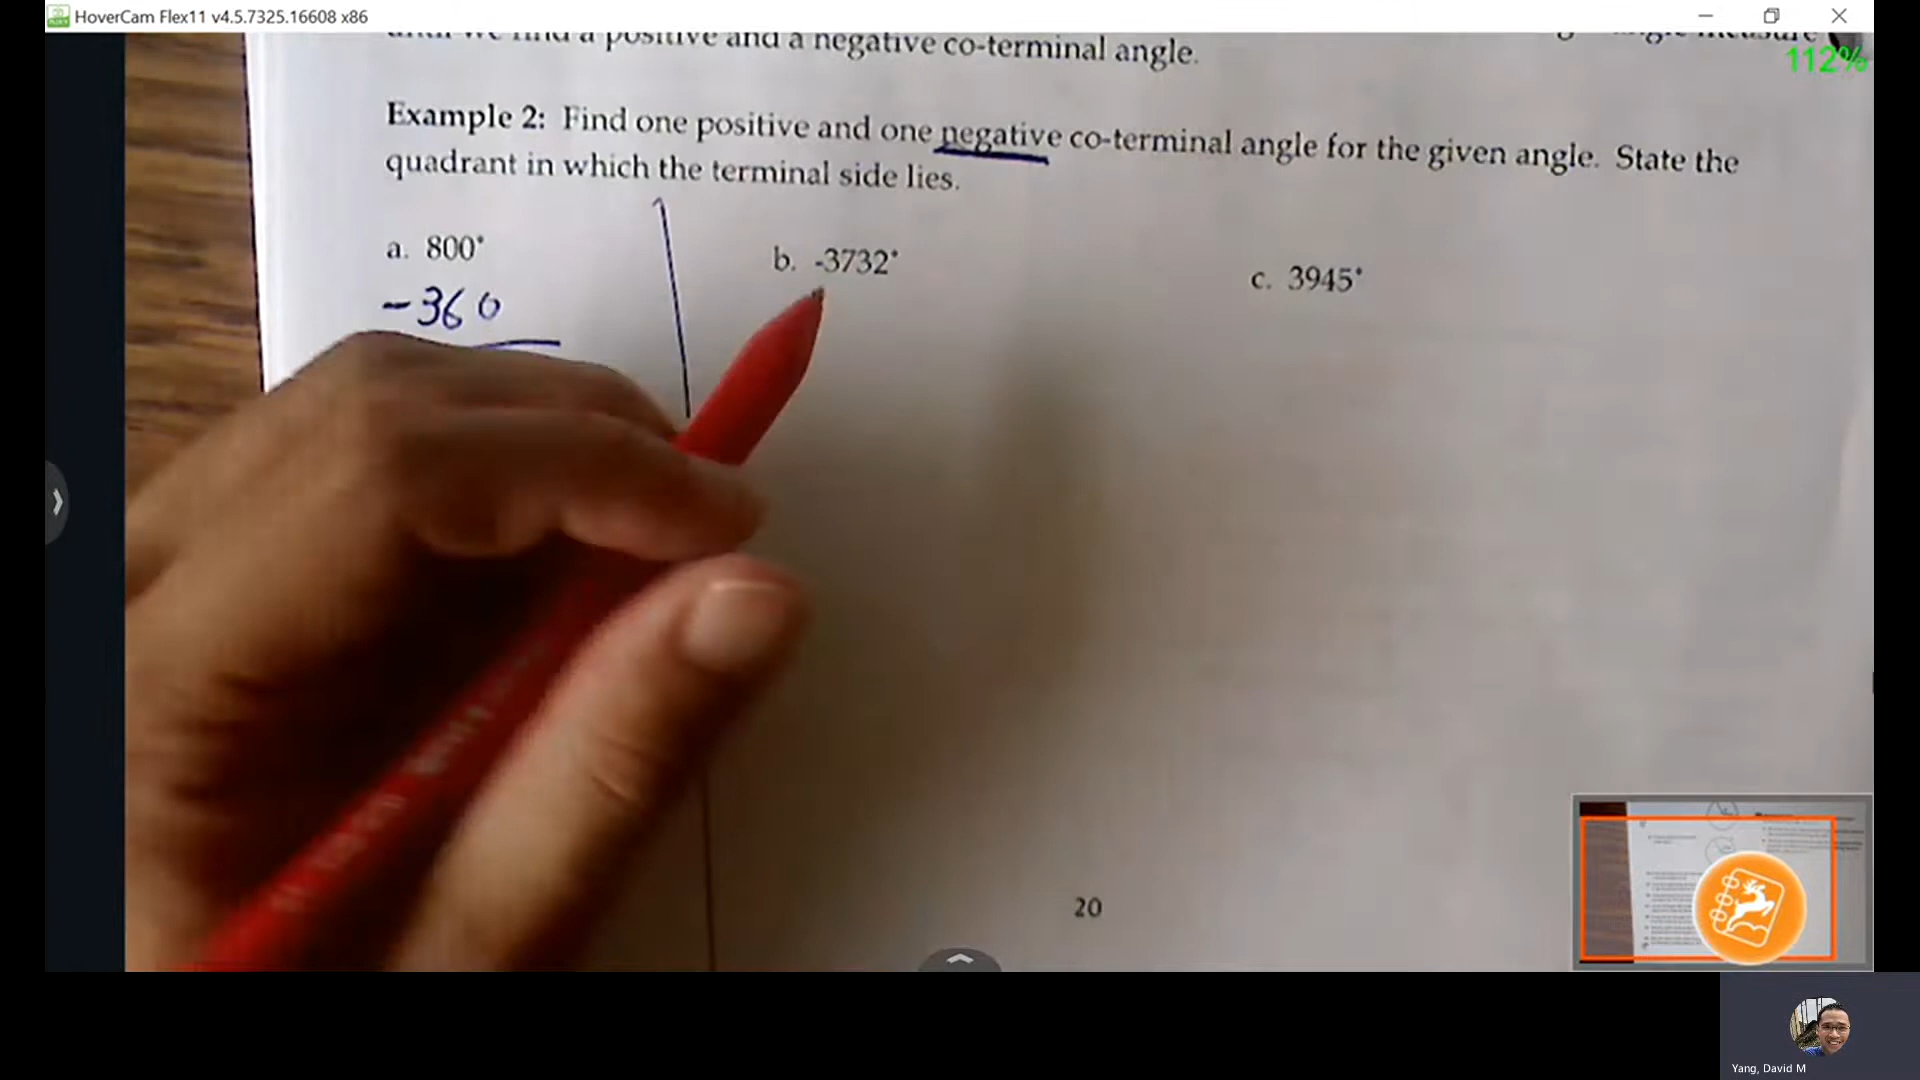 HoverCam Flex11 v4.5.7325.16608 x86
112%
a positive and a negative co-terminal angle.
Example 2: Find one positive and one negative co-terminal angle for the given angle. State the
quadrant in which the terminal side lies.
a. 800°
b. -3732°
c. 3945°
- 360
20
Yang, David M